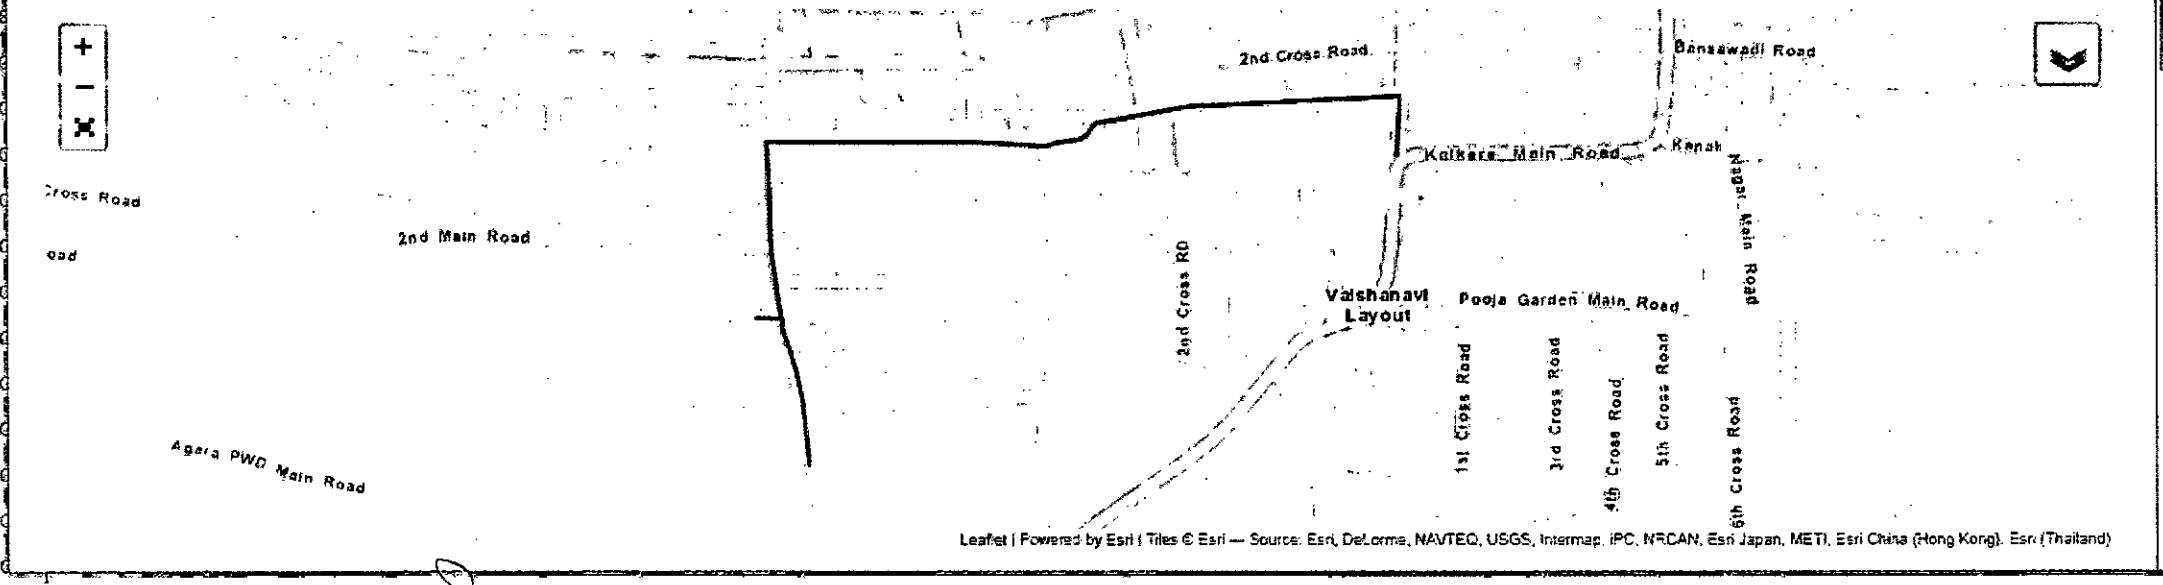 +
2nd Cross Road
Bansawadi Road
−
Kalkere Main Road
Cross Road
2nd Main Road
oad
Nagar Main Road
2nd Cross RD
Vaishanavi
Layout
Pooja Garden Main Road
1st Cross Road
3rd Cross Road
4th Cross Road
5th Cross Road
6th Cross Road
Agara PWD Main Road
Leaflet | Powered by Esri | Tiles © Esri — Source: Esri, DeLorme, NAVTEQ, USGS, Intermap, iPC, NRCAN, Esri Japan, METI, Esri China (Hong Kong), Esri (Thailand)